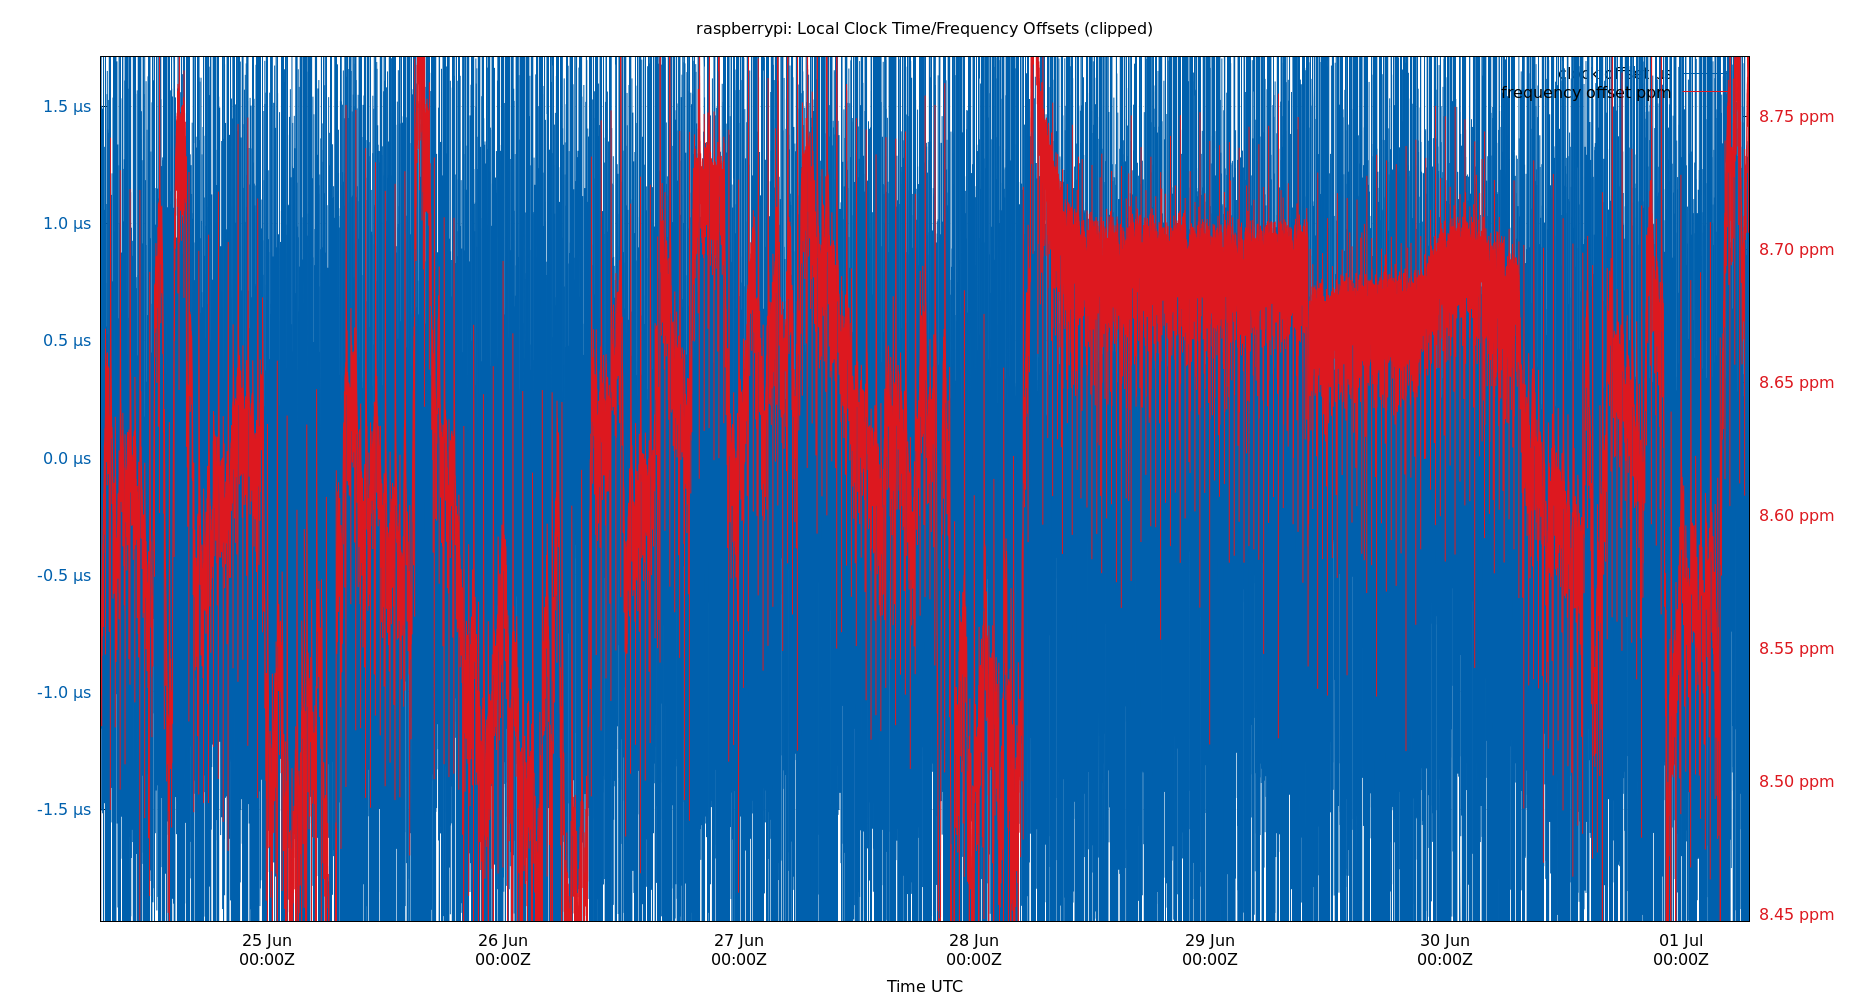 raspberrypi: Local Clock Time/Frequency Offsets (clipped)
clock offset μs
frequency offset ppm
1.5 μs
1.0 μs
0.5 μs
0.0 μs
-0.5 μs
-1.0 μs
-1.5 μs
8.75 ppm
8.70 ppm
8.65 ppm
8.60 ppm
8.55 ppm
8.50 ppm
8.45 ppm
25 Jun 26 Jun 27 Jun 28 Jun 29 Jun 30 Jun 01 Jul
00:00Z 00:00Z 00:00Z 00:00Z 00:00Z 00:00Z 00:00Z
Time UTC